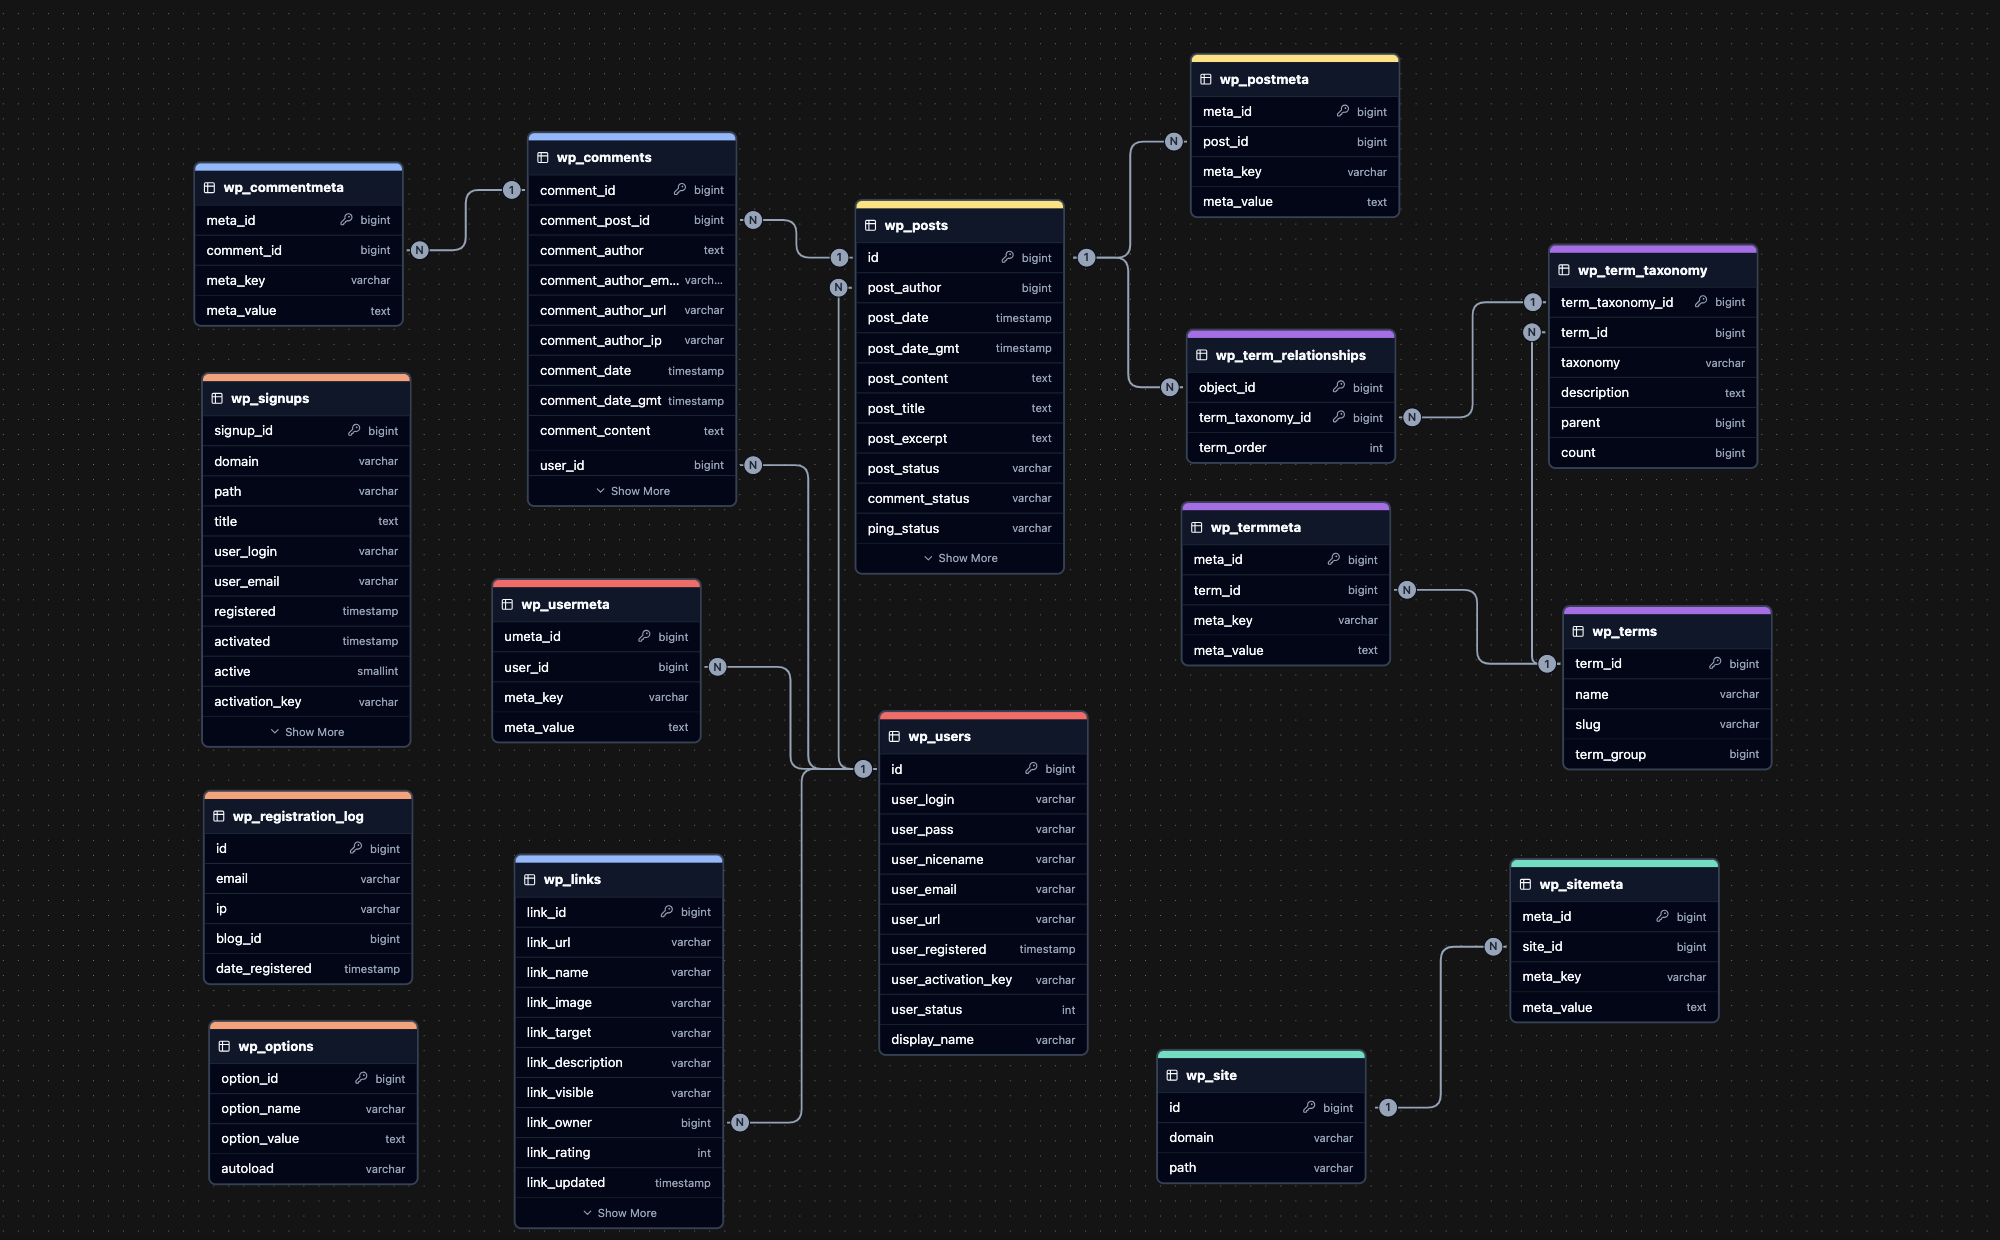 wp_commentmeta
meta_id bigint
comment_id bigint
meta_key varchar
meta_value text
wp_signups
signup_id bigint
domain varchar
path varchar
title text
user_login varchar
user_email varchar
registered timestamp
activated timestamp
active smallint
activation_key varchar
Show More
wp_registration_log
id bigint
email varchar
ip varchar
blog_id bigint
date_registered timestamp
wp_options
option_id bigint
option_name varchar
option_value text
autoload varchar
N
1
wp_comments
comment_id bigint
comment_post_id bigint
comment_author text
comment_author_em... varch...
comment_author_url varchar
comment_author_ip varchar
comment_date timestamp
comment_date_gmt timestamp
comment_content text
user_id bigint
Show More
N
N
wp_usermeta
umeta_id bigint
user_id bigint
meta_key varchar
meta_value text
N
wp_links
link_id bigint
link_url varchar
link_name varchar
link_image varchar
link_target varchar
link_description varchar
link_visible varchar
link_owner bigint
link_rating int
link_updated timestamp
Show More
N
1
N
wp_posts
id bigint
post_author bigint
post_date timestamp
post_date_gmt timestamp
post_content text
post_title text
post_excerpt text
post_status varchar
comment_status varchar
ping_status varchar
Show More
1
1
wp_users
id bigint
user_login varchar
user_pass varchar
user_nicename varchar
user_email varchar
user_url varchar
user_registered timestamp
user_activation_key varchar
user_status int
display_name varchar
N
wp_postmeta
meta_id bigint
post_id bigint
meta_key varchar
meta_value text
N
wp_term_relationships
object_id bigint
term_taxonomy_id bigint
term_order int
N
wp_termmeta
meta_id bigint
term_id bigint
meta_key varchar
meta_value text
N
1
N
wp_term_taxonomy
term_taxonomy_id bigint
term_id bigint
taxonomy varchar
description text
parent bigint
count bigint
1
wp_terms
term_id bigint
name varchar
slug varchar
term_group bigint
N
wp_sitemeta
meta_id bigint
site_id bigint
meta_key varchar
meta_value text
wp_site
id bigint
domain varchar
path varchar
1